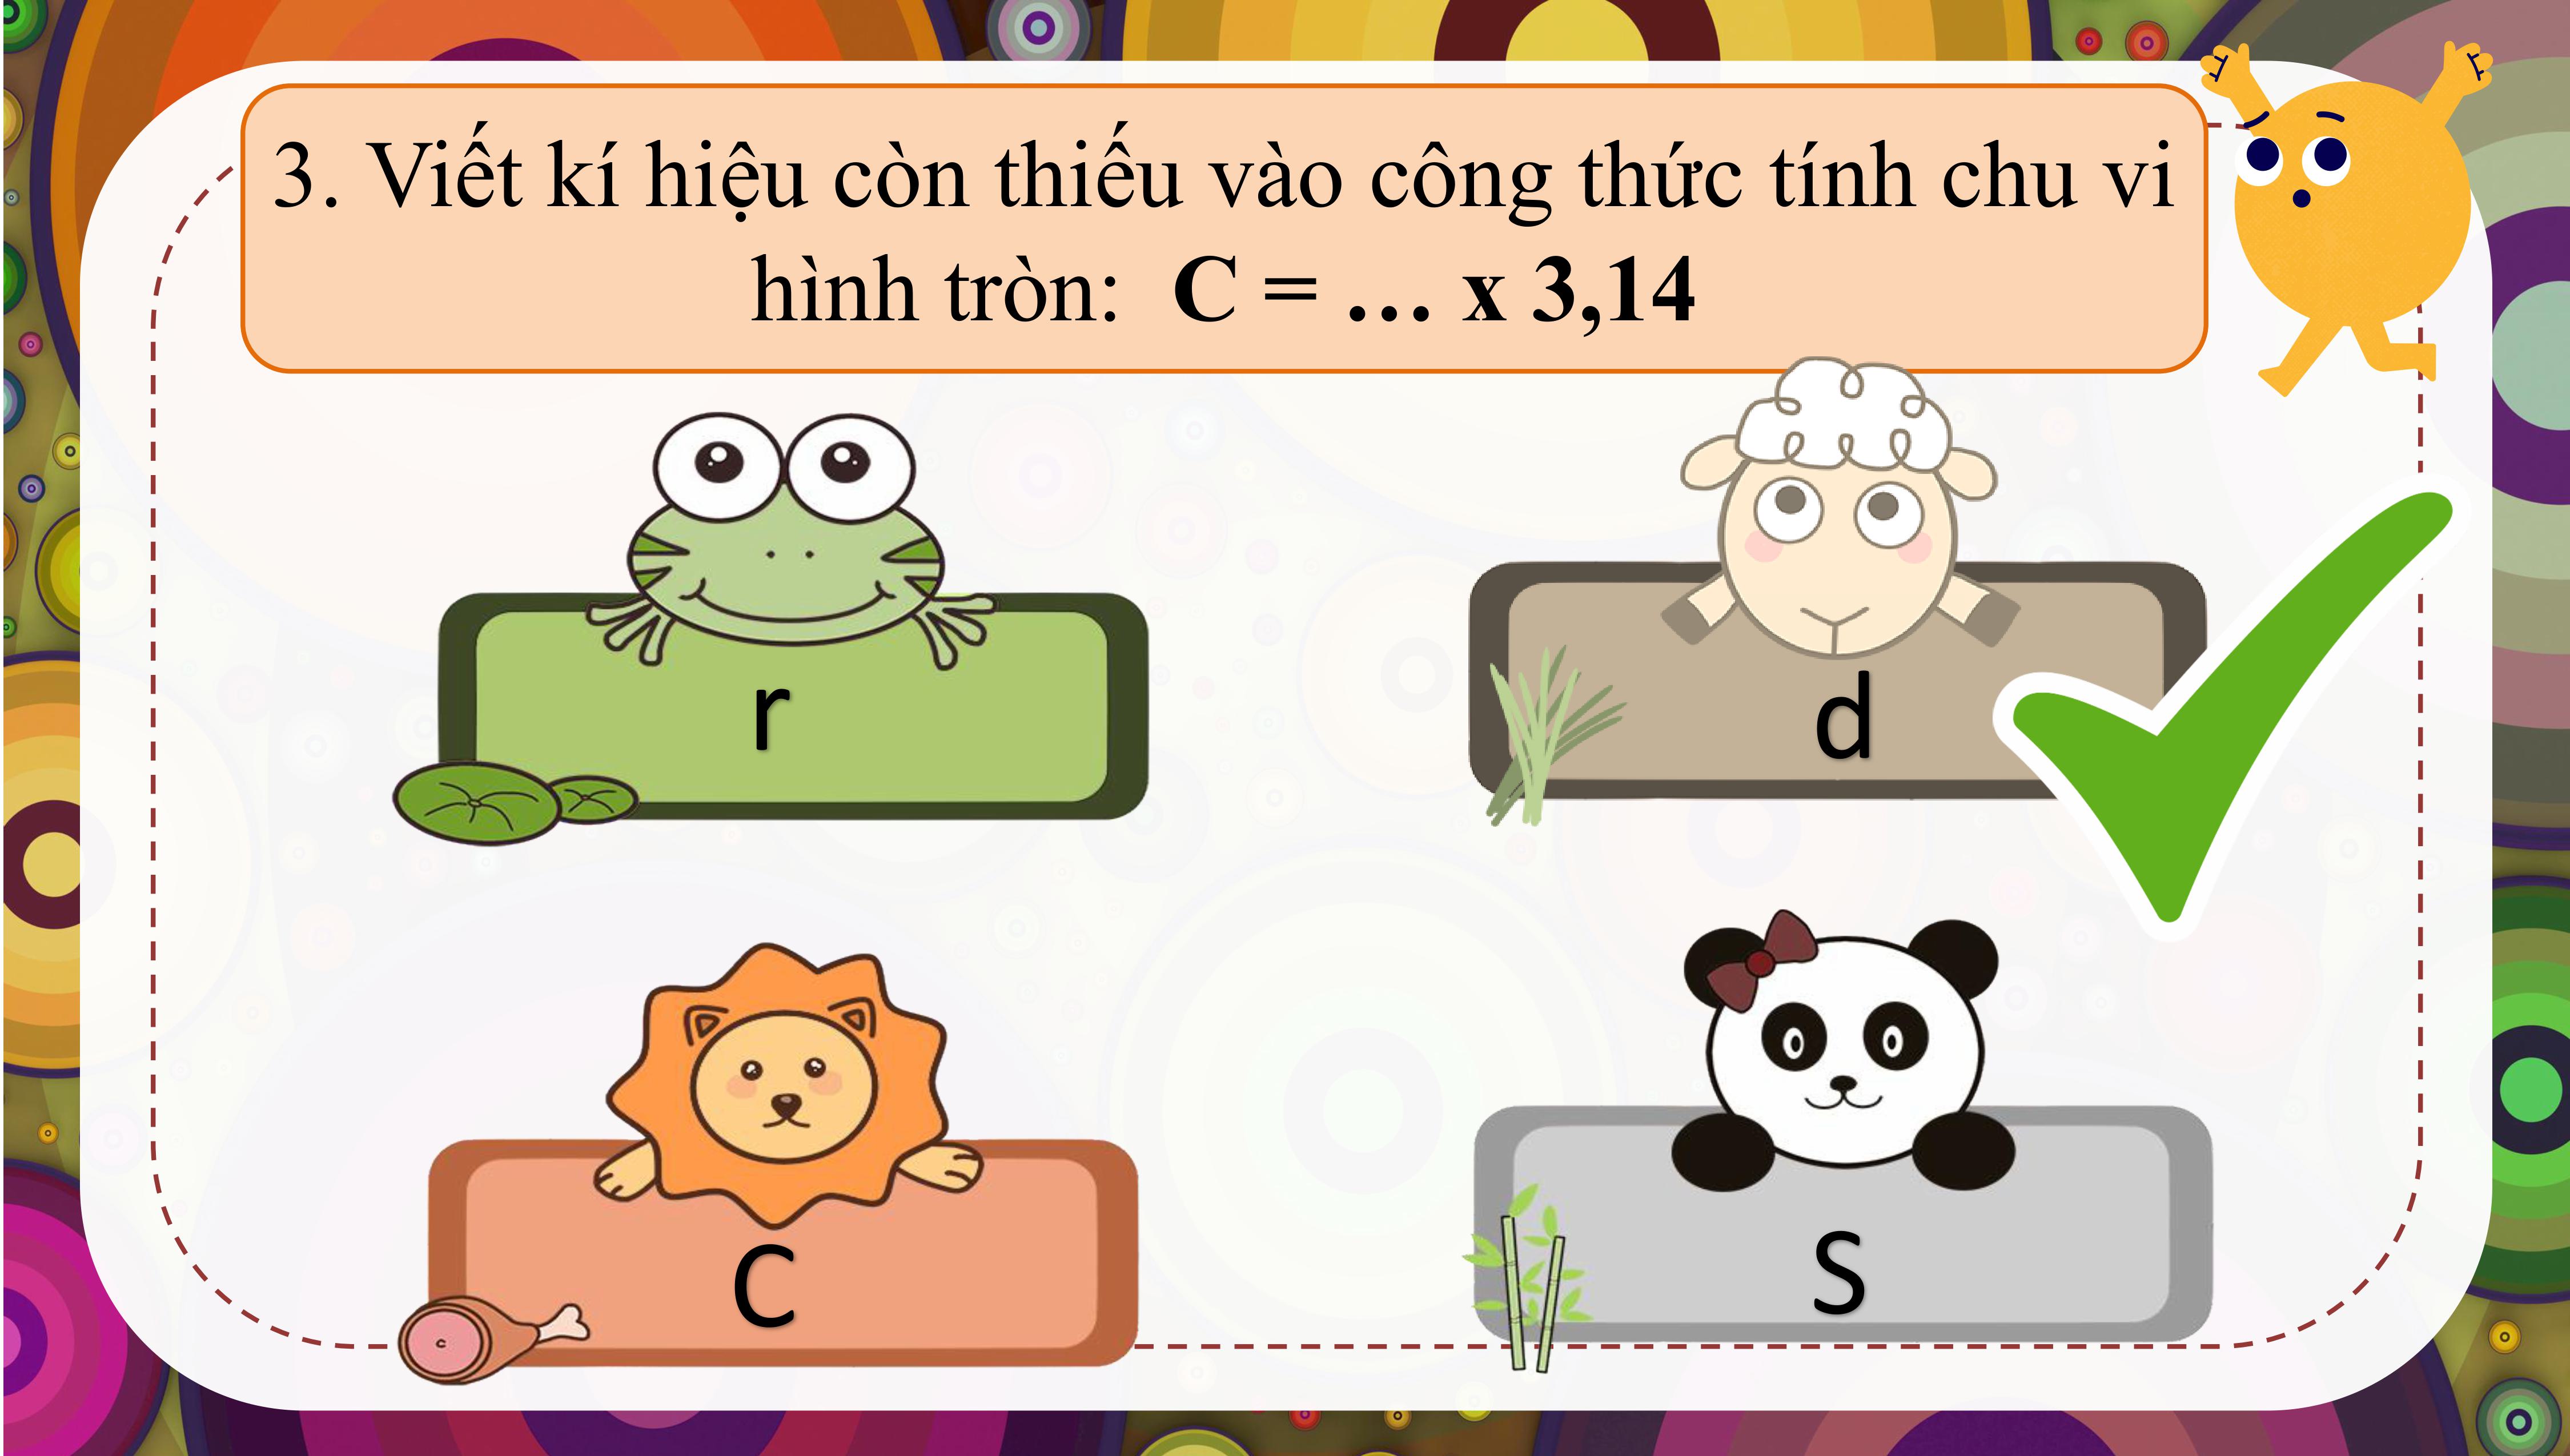 3. Viết kí hiệu còn thiếu vào công thức tính chu vi
hình tròn: C = … x 3,14
r
d
C
S